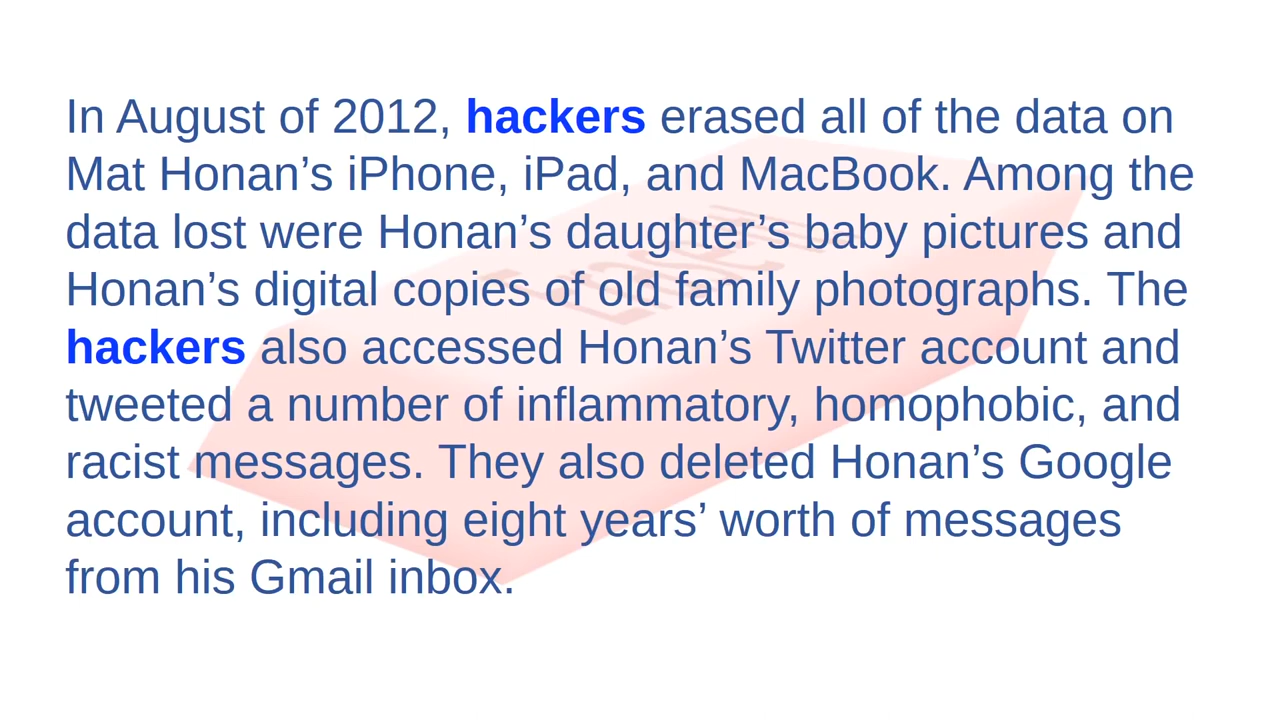 In August of 2012, hackers erased all of the data on
Mat Honan’s iPhone, iPad, and MacBook. Among the
data lost were Honan’s daughter’s baby pictures and
Honan’s digital copies of old family photographs. The
hackers also accessed Honan’s Twitter account and
tweeted a number of inflammatory, homophobic, and
racist messages. They also deleted Honan’s Google
account, including eight years’ worth of messages
from his Gmail inbox.